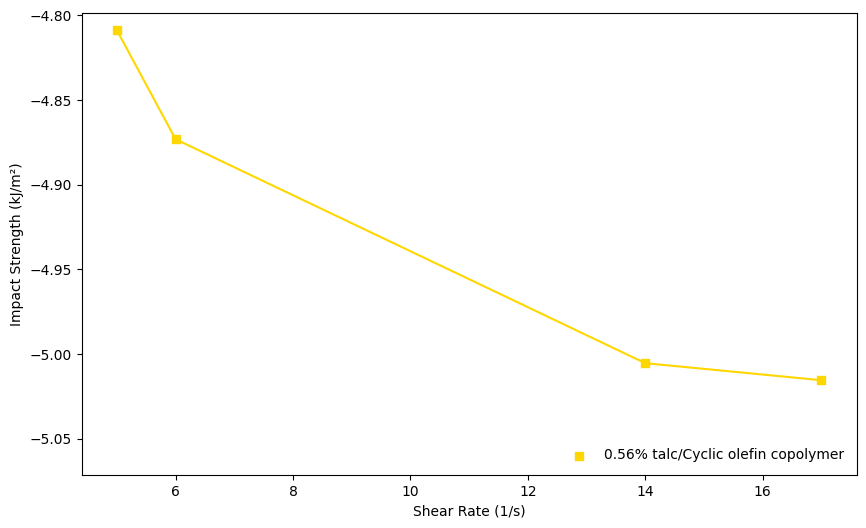 −4.80
−4.85
−4.90
−4.95
−5.00
−5.05
Impact Strength (kJ/m²)
0.56% talc/Cyclic olefin copolymer
6 8 10 12 14 16
Shear Rate (1/s)